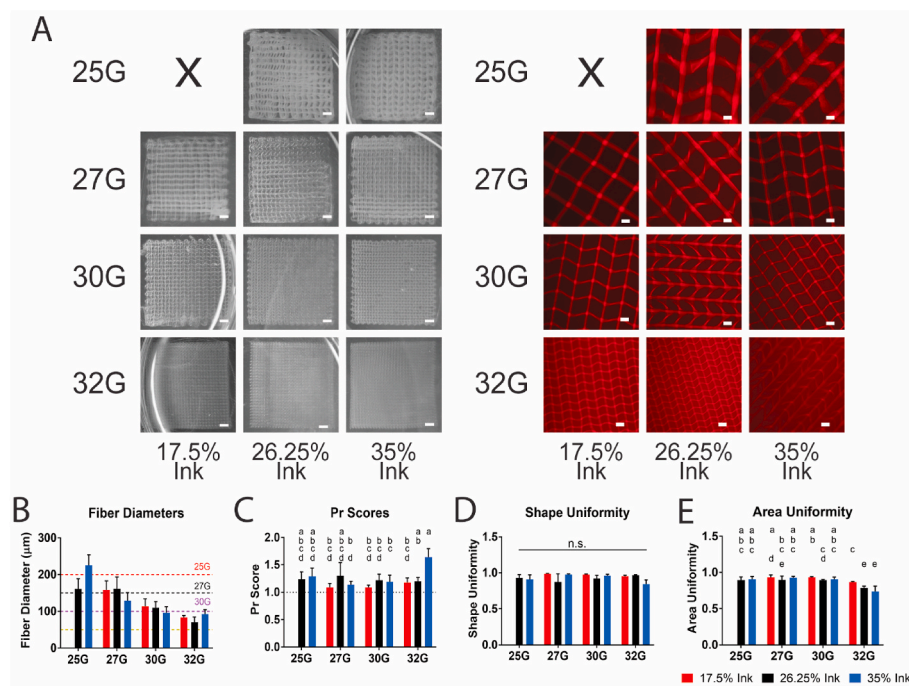 A
25G
X
27G
30G
32G
17.5%
Ink
26.25%
Ink
35%
Ink
25G
X
27G
30G
32G
17.5%
Ink
26.25%
Ink
35%
Ink
B
Fiber Diameters
Fiber Diameter (μm)
300
200
100
0
25G
27G
30G
25G 27G 30G 32G
C
Pr Scores
Pr Score
2.0
1.5
1.0
0.5
0.0
a a a a a
b b b b b b b b b b
c c c c c c c c c
d d d d d d d d d
25G 27G 30G 32G
D
Shape Uniformity
Shape Uniformity
1.5
1.0
0.5
0.0
n.s.
25G 27G 30G 32G
E
Area Uniformity
Area Uniformity
1.5
1.0
0.5
0.0
a a a a a a
b b b b b
c c c c c c
d d
e e e
25G 27G 30G 32G
17.5% Ink 26.25% Ink 35% Ink